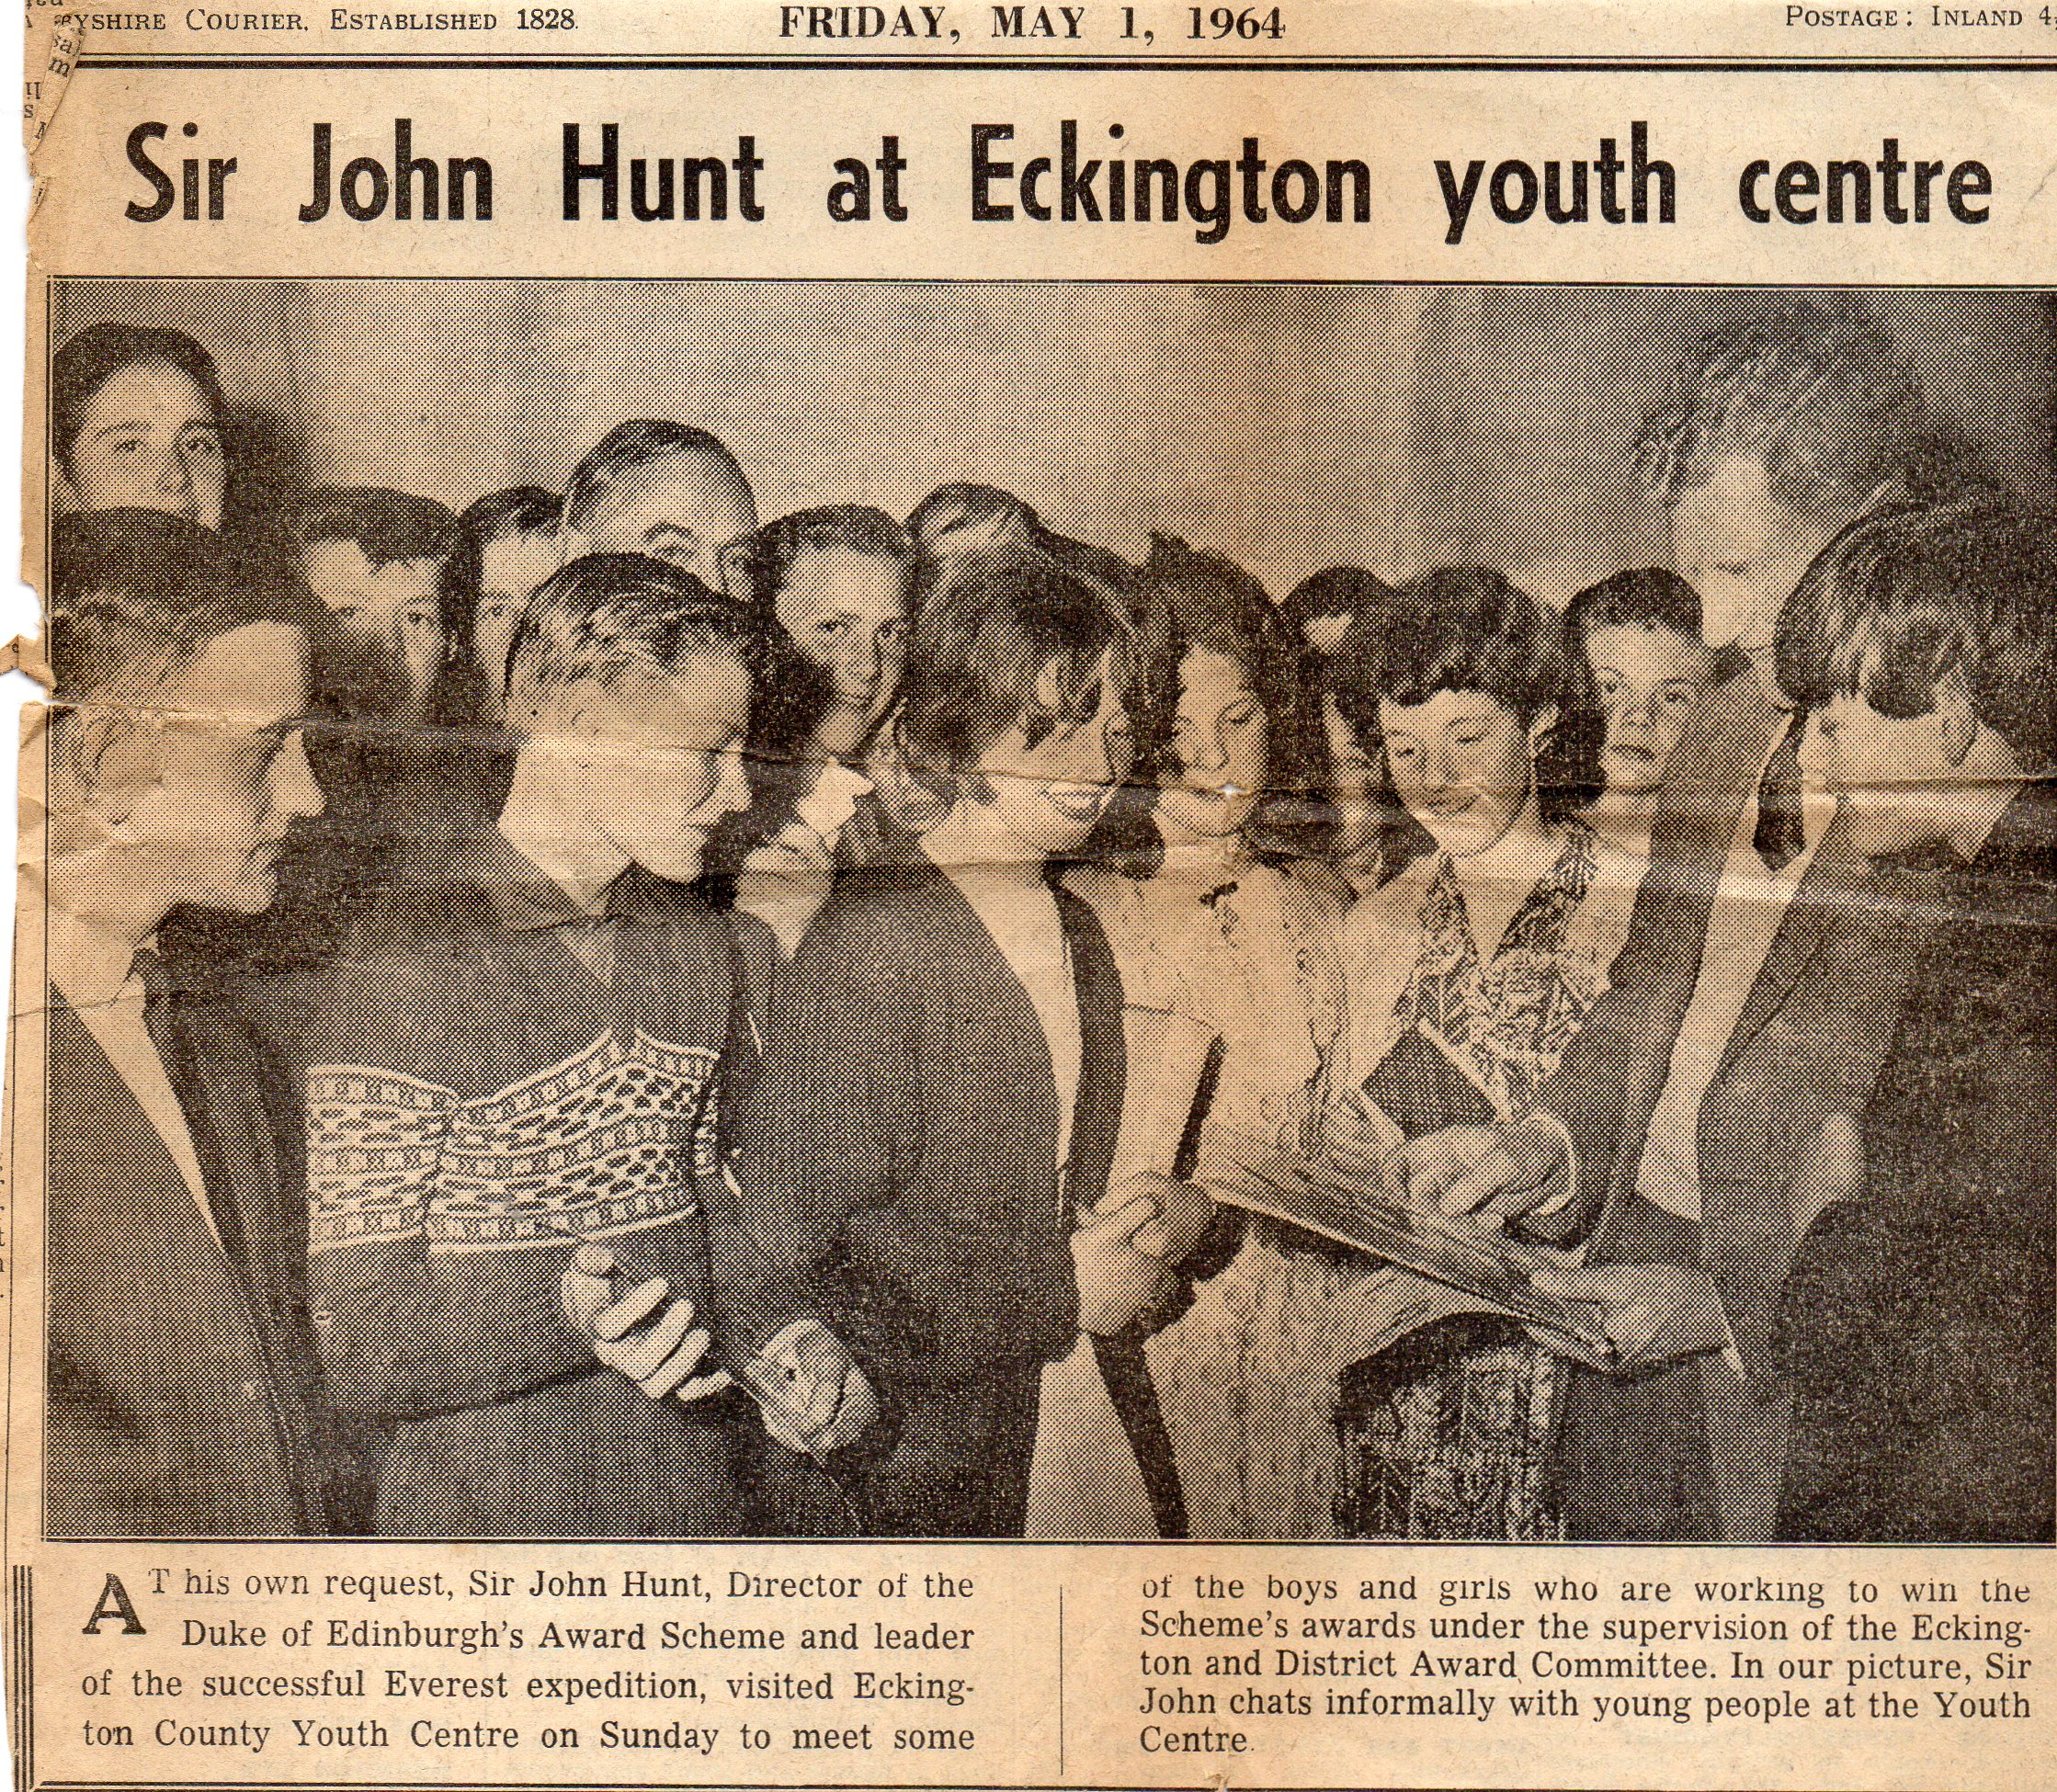 YSHIRE COURIER, ESTABLISHED 1828.
FRIDAY, MAY 1, 1964
POSTAGE: INLAND 4
Sir John Hunt at Eckington youth centre
AT his own request, Sir John Hunt, Director of the
Duke of Edinburgh's Award Scheme and leader
of the successful Everest expedition, visited Ecking-
ton County Youth Centre on Sunday to meet some
of the boys and girls who are working to win the
Scheme's awards under the supervision of the Ecking-
ton and District Award Committee. In our picture, Sir
John chats informally with young people at the Youth
Centre.